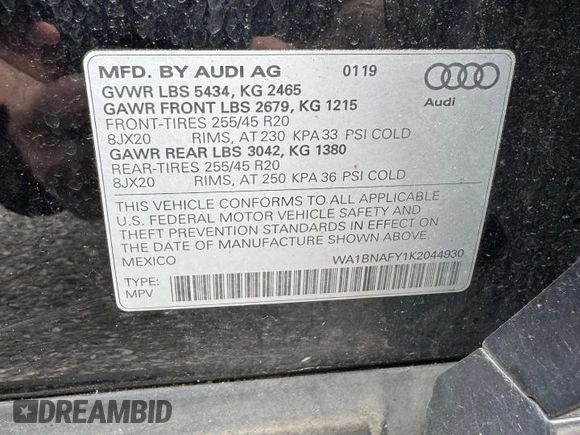 MFD. BY AUDI AG 0119
GVWR LBS 5434, KG 2465
GAWR FRONT LBS 2679, KG 1215
FRONT-TIRES 255/45 R20
8JX20 RIMS, AT 230 KPA 33 PSI COLD
GAWR REAR LBS 3042, KG 1380
REAR-TIRES 255/45 R20
8JX20 RIMS, AT 250 KPA 36 PSI COLD
Audi
THIS VEHICLE CONFORMS TO ALL APPLICABLE
U.S. FEDERAL MOTOR VEHICLE SAFETY AND
THEFT PREVENTION STANDARDS IN EFFECT ON
THE DATE OF MANUFACTURE SHOWN ABOVE.
MEXICO WA1BNAFY1K2044930
TYPE:
MPV
DREAMBID